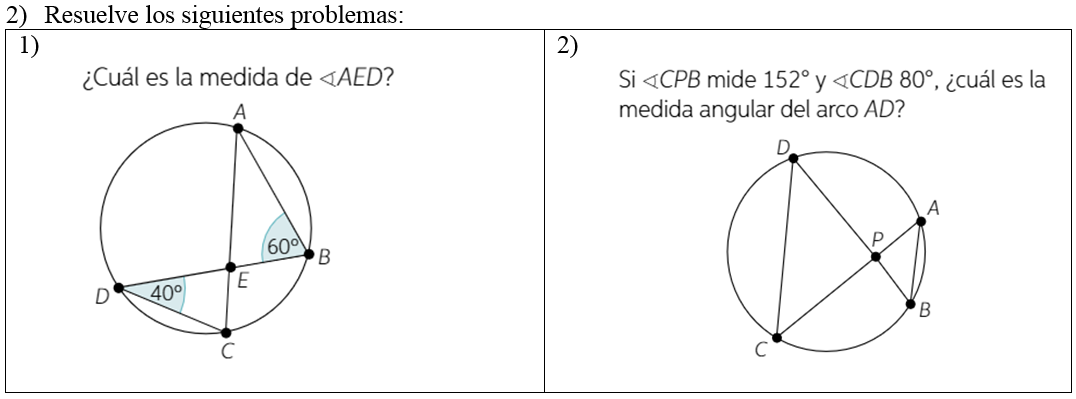 2) Resuelve los siguientes problemas:
1)
¿Cuál es la medida de ∢AED?
A
60°
B
E
D
40°
C
2)
Si ∢CPB mide 152° y ∢CDB 80°, ¿cuál es la
medida angular del arco AD?
D
A
P
B
C